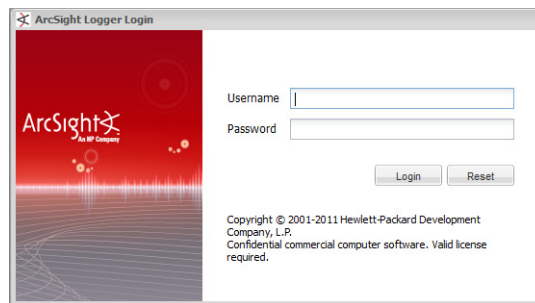 ArcSight Logger Login
ArcSight
An HP Company
Username
Password
Login Reset
Copyright © 2001-2011 Hewlett-Packard Development
Company, L.P.
Confidential commercial computer software. Valid license
required.